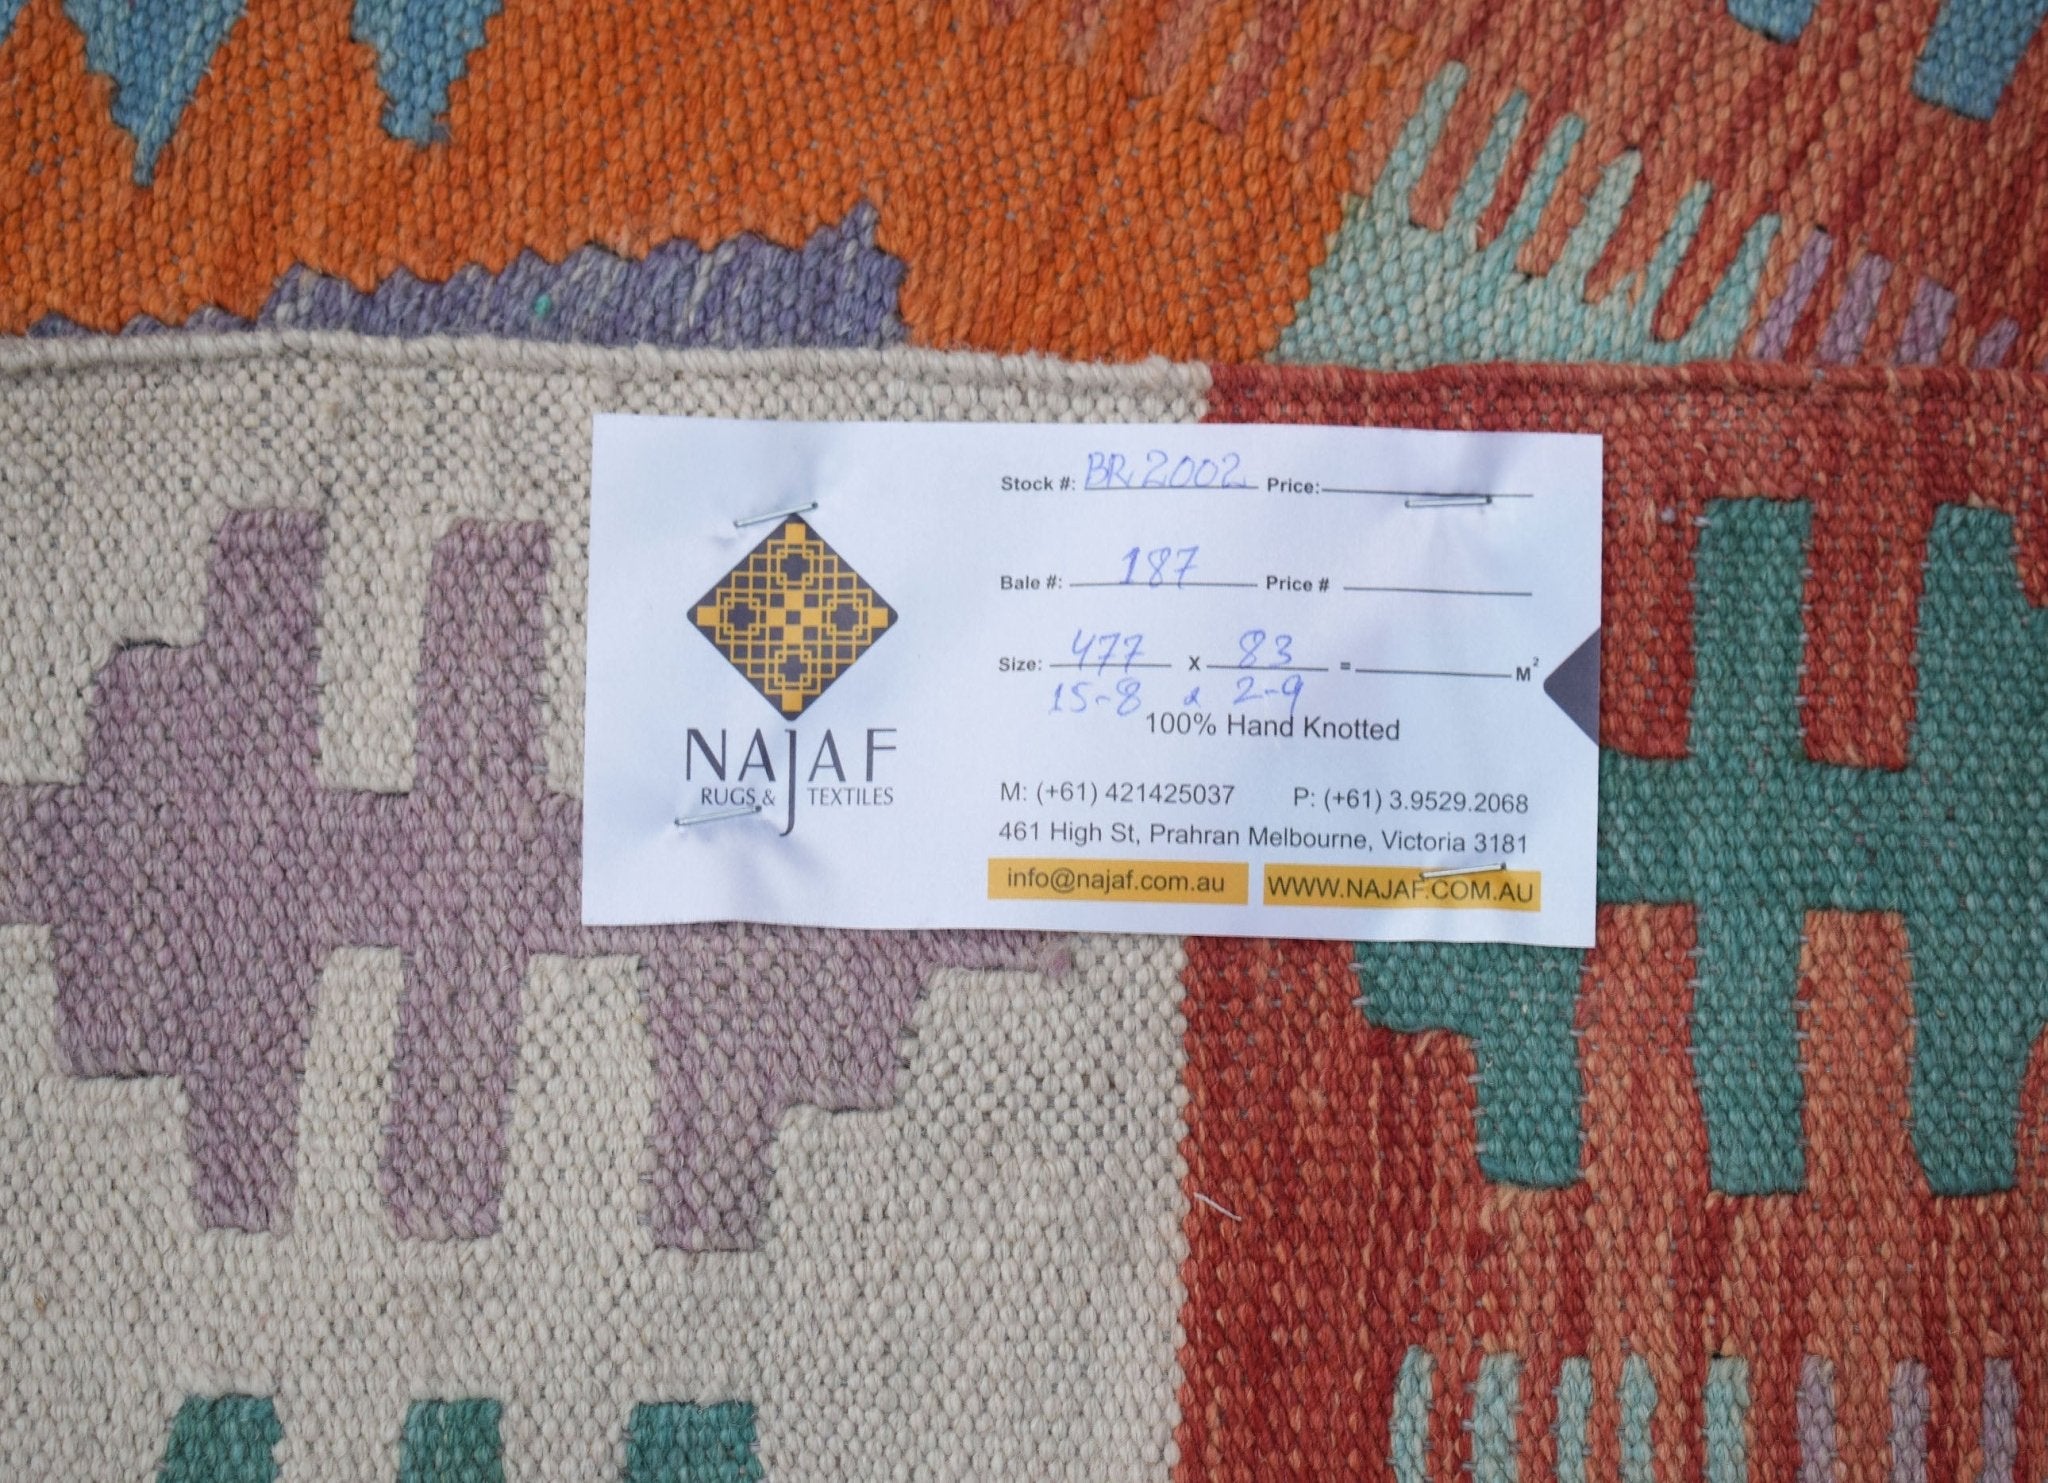 Stock #: BR 2002 Price:
Bale #: 187 Price #
Size: 477 X 83 = M²
15-8 x 2-9
100% Hand Knotted
NAJAF
RUGS & TEXTILES
M: (+61) 421425037 P: (+61) 3.9529.2068
461 High St, Prahran Melbourne, Victoria 3181
info@najaf.com.au WWW.NAJAF.COM.AU